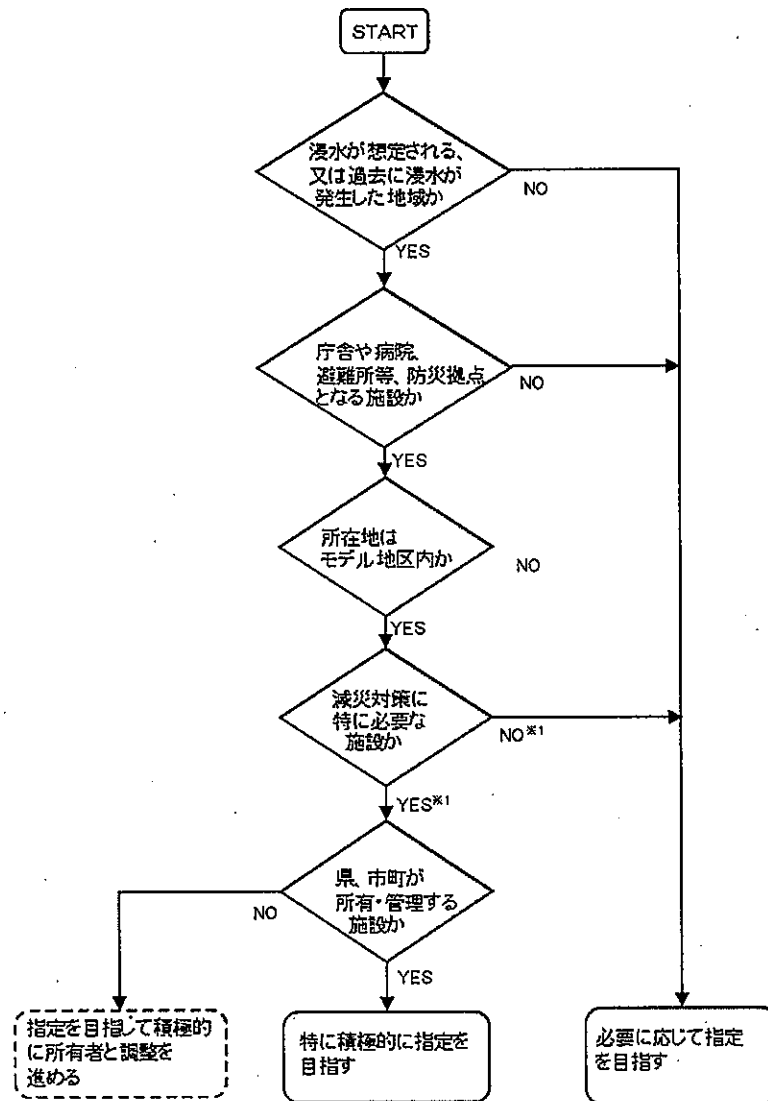 START
浸水が想定される、
又は過去に浸水が
発生した地域か
NO
YES
庁舎や病院、
避難所等、防災拠点
となる施設か
NO
YES
所在地は
モデル地区内か
NO
YES
減災対策に
特に必要な
施設か
NO※1
YES※1
県、市町が
所有・管理する
施設か
NO
YES
指定を目指して積極的
に所有者と調整を
進める
特に積極的に指定を
目指す
必要に応じて指定
を目指す